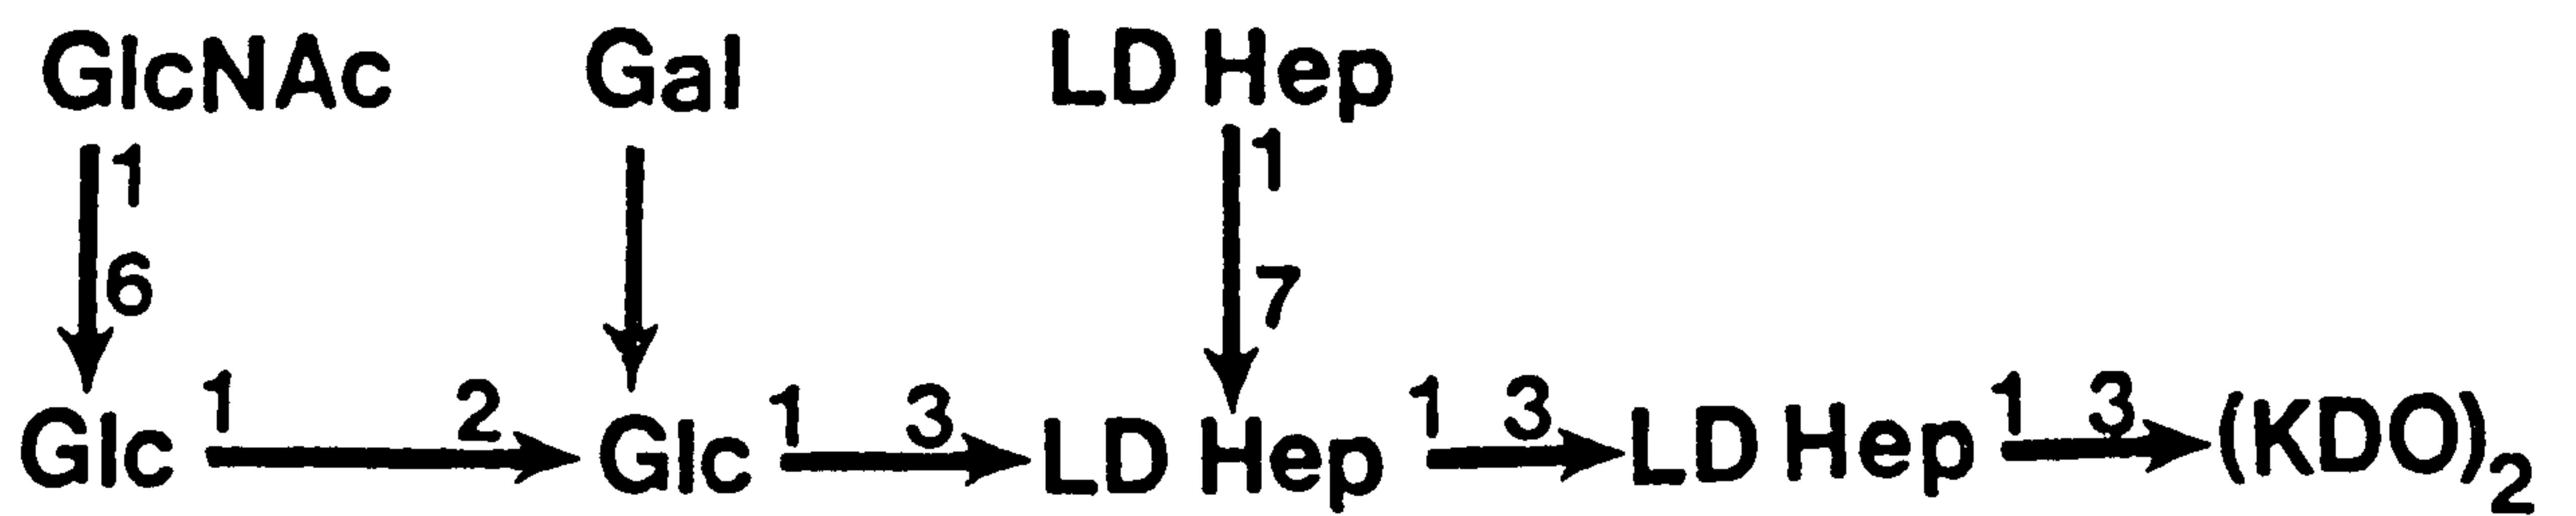 GlcNAc Gal LD Hep
1 1
6 7
Glc 1 2 Glc 1 3 LD Hep 1 3 LD Hep 1 3 (KDO)2